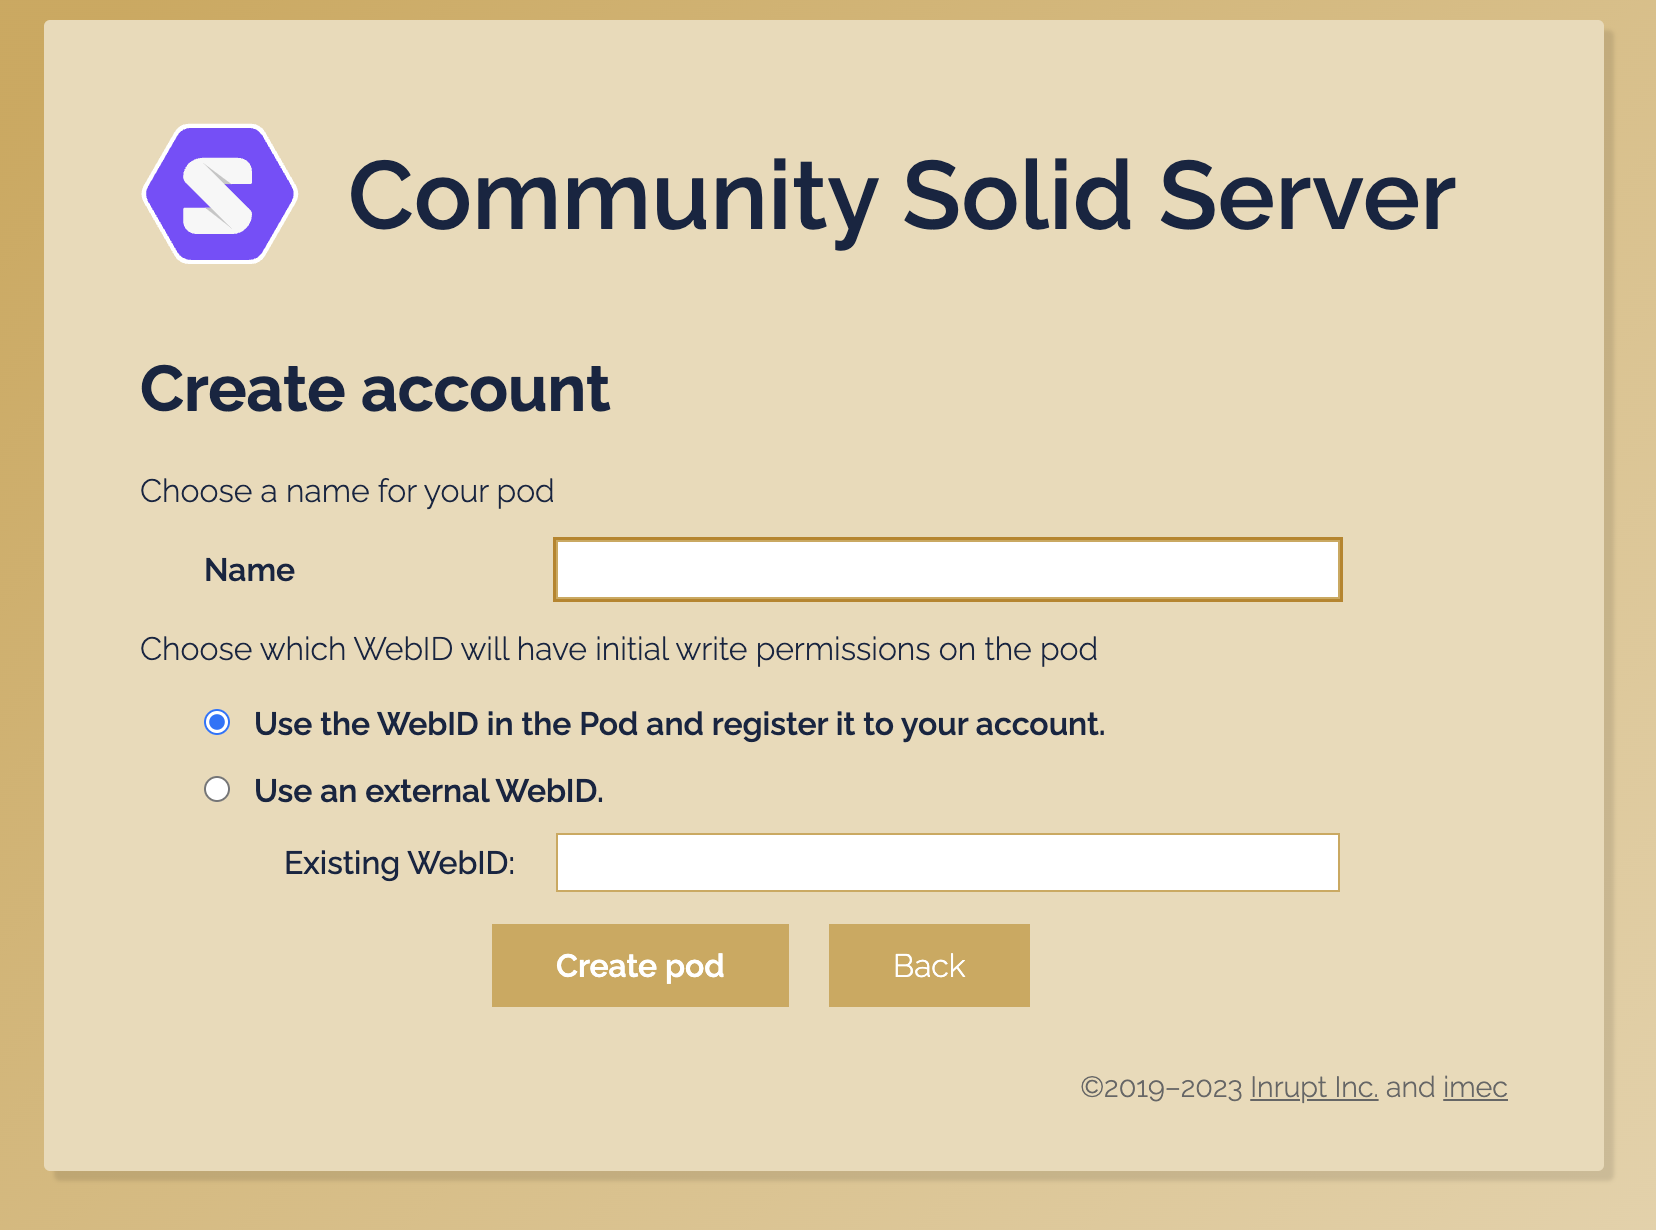 Community Solid Server
Create account
Choose a name for your pod
Name
Choose which WebID will have initial write permissions on the pod
Use the WebID in the Pod and register it to your account.
Use an external WebID.
Existing WebID:
Create pod
Back
©2019–2023 Inrupt Inc. and imec